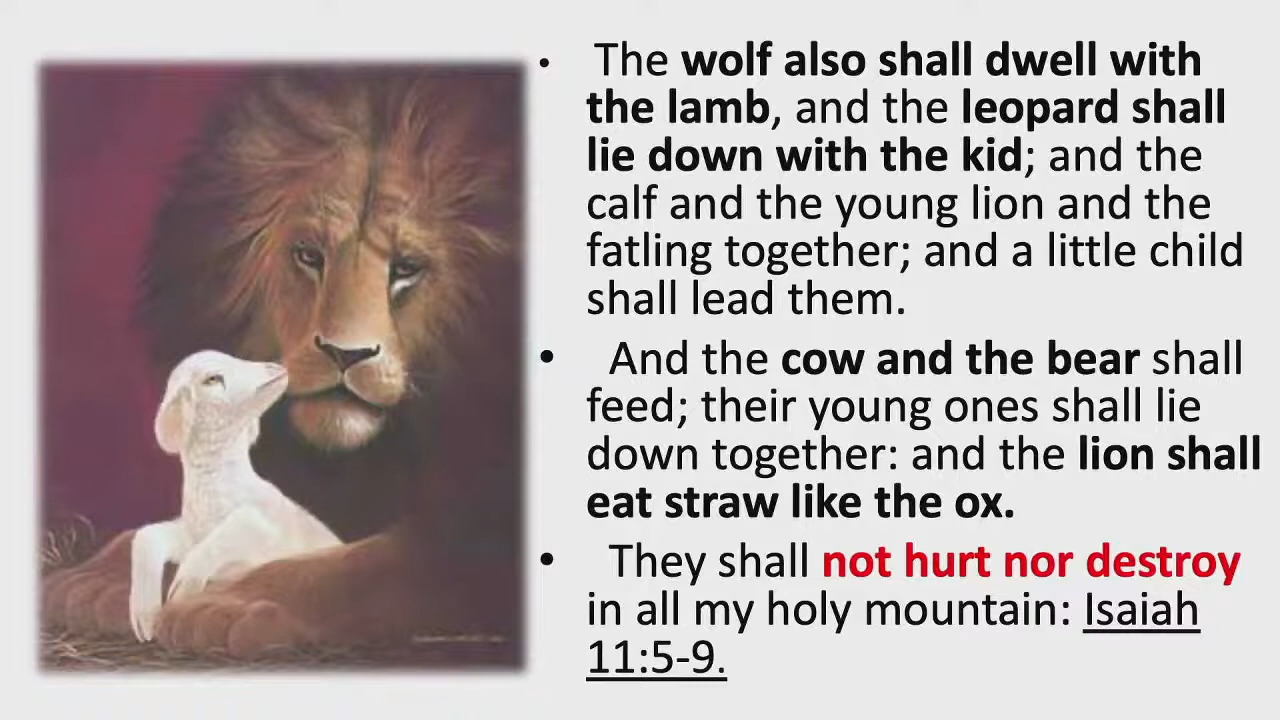 • The wolf also shall dwell with
the lamb, and the leopard shall
lie down with the kid; and the
calf and the young lion and the
fatling together; and a little child
shall lead them.
• And the cow and the bear shall
feed; their young ones shall lie
down together: and the lion shall
eat straw like the ox.
• They shall not hurt nor destroy
in all my holy mountain: Isaiah
11:5-9.